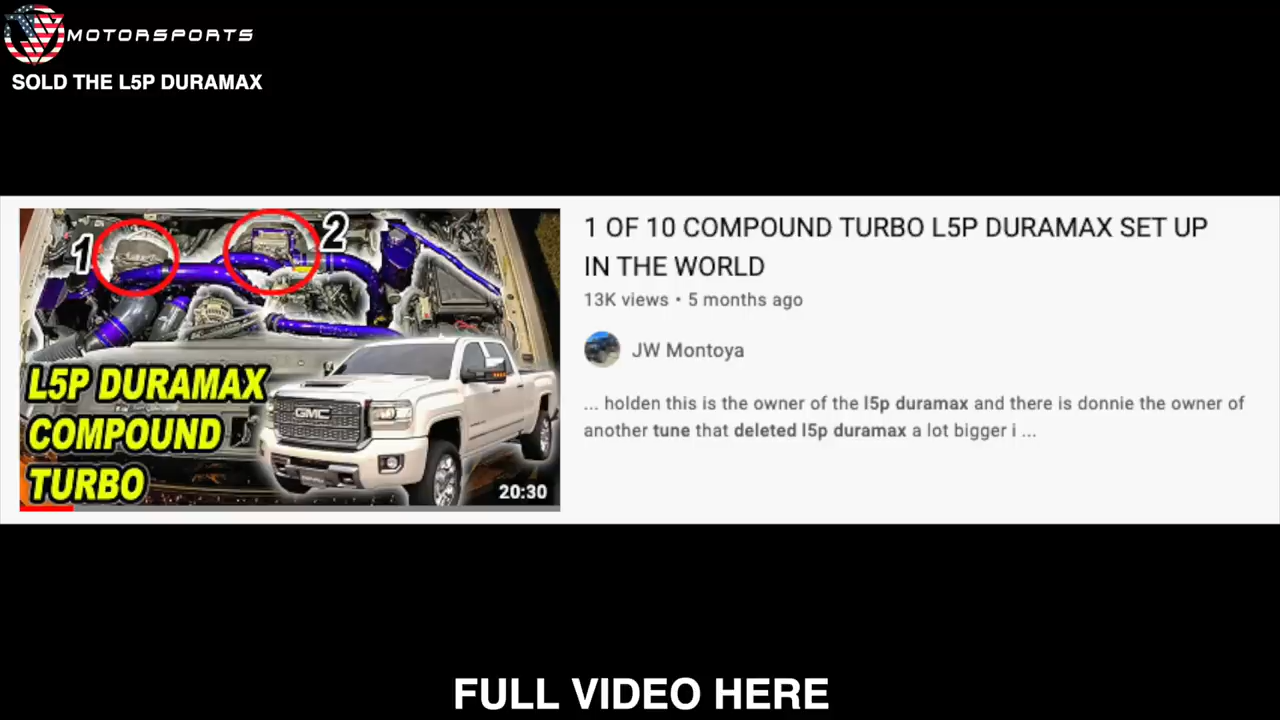 MOTORSPORTS
SOLD THE L5P DURAMAX
1
2
L5P DURAMAX
COMPOUND
TURBO
GMC
20:30
1 OF 10 COMPOUND TURBO L5P DURAMAX SET UP
IN THE WORLD
13K views • 5 months ago
JW Montoya
... holden this is the owner of the l5p duramax and there is donnie the owner of
another tune that deleted l5p duramax a lot bigger i ...
FULL VIDEO HERE